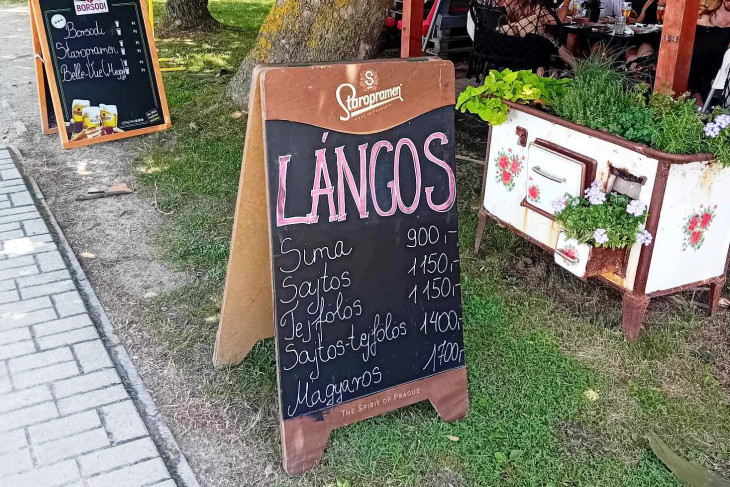 BORSODI
Borsodi
Staropramen
Belle-Vue Meggy
S
Staropramen
LÁNGOS
Sima 900,-
Sajtos 1150,-
Tejfölös 1150,-
Sajtos-tejfölös 1400,-
Magyaros 1700,-
THE SPIRIT OF PRAGUE